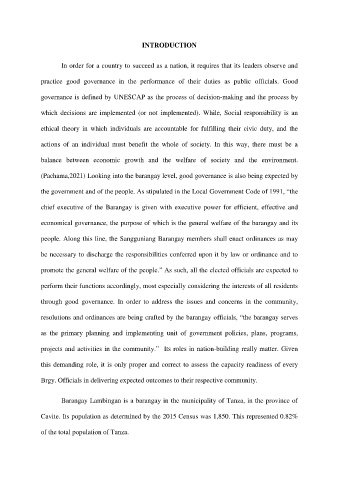 INTRODUCTION
In order for a country to succeed as a nation, it requires that its leaders observe and
practice good governance in the performance of their duties as public officials. Good
governance is defined by UNESCAP as the process of decision-making and the process by
which decisions are implemented (or not implemented). While, Social responsibility is an
ethical theory in which individuals are accountable for fulfilling their civic duty, and the
actions of an individual must benefit the whole of society. In this way, there must be a
balance between economic growth and the welfare of society and the environment.
(Pachama,2021) Looking into the barangay level, good governance is also being expected by
the government and of the people. As stipulated in the Local Government Code of 1991, “the
chief executive of the Barangay is given with executive power for efficient, effective and
economical governance, the purpose of which is the general welfare of the barangay and its
people. Along this line, the Sangguniang Barangay members shall enact ordinances as may
be necessary to discharge the responsibilities conferred upon it by law or ordinance and to
promote the general welfare of the people.” As such, all the elected officials are expected to
perform their functions accordingly, most especially considering the interests of all residents
through good governance. In order to address the issues and concerns in the community,
resolutions and ordinances are being crafted by the barangay officials, “the barangay serves
as the primary planning and implementing unit of government policies, plans, programs,
projects and activities in the community.” Its roles in nation-building really matter. Given
this demanding role, it is only proper and correct to assess the capacity readiness of every
Brgy. Officials in delivering expected outcomes to their respective community.
Barangay Lambingan is a barangay in the municipality of Tanza, in the province of
Cavite. Its population as determined by the 2015 Census was 1,850. This represented 0.82%
of the total population of Tanza.